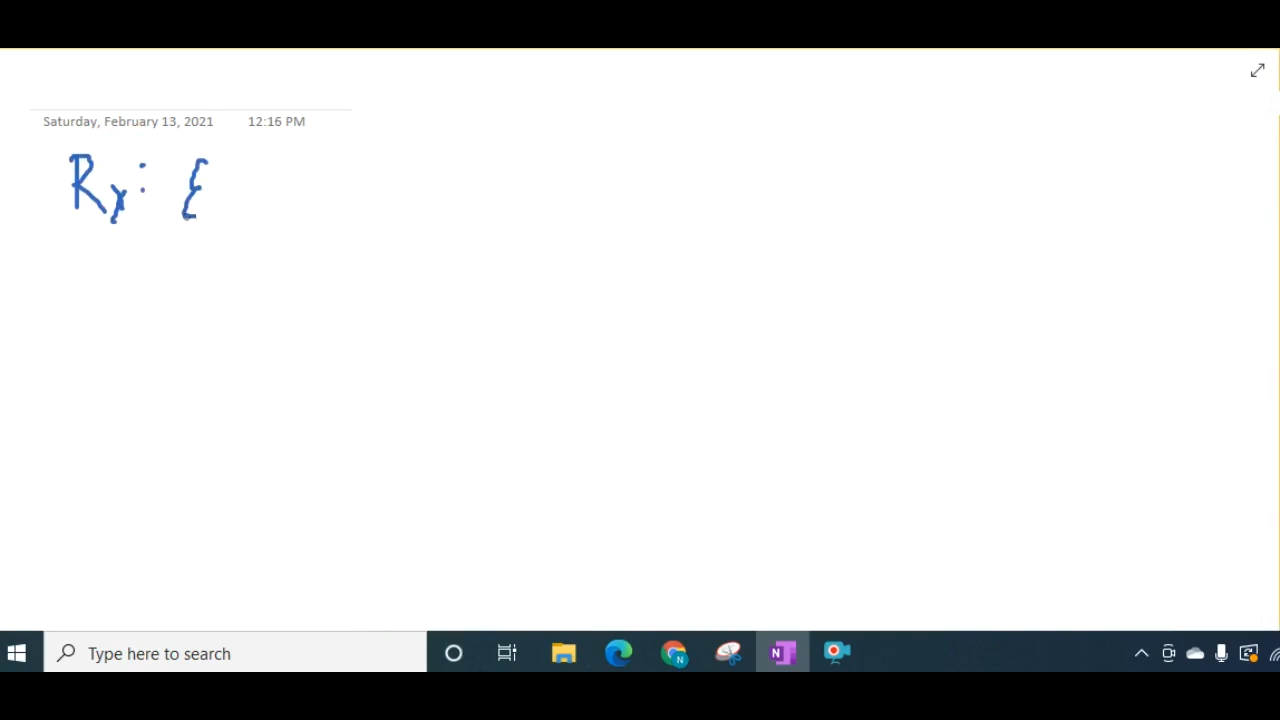 Saturday, February 13, 2021 12:16 PM
Rx: {
Type here to search
N
N